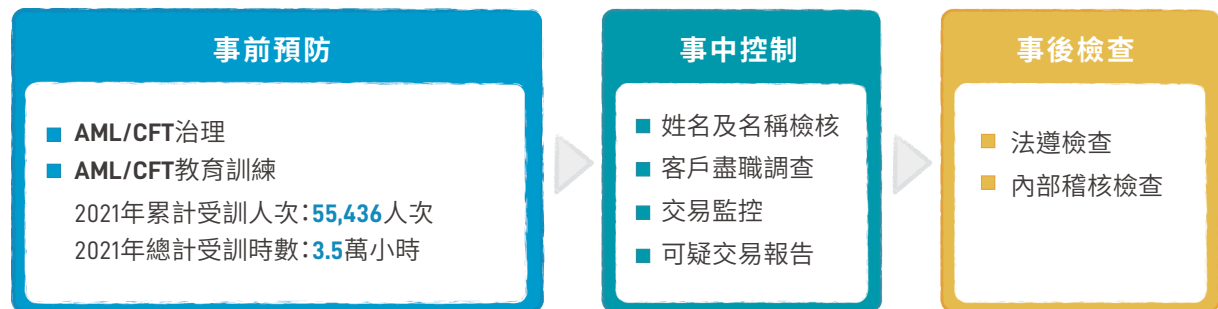 事前預防
AML/CFT治理
AML/CFT教育訓練
2021年累計受訓人次：55,436人次
2021年總計受訓時數：3.5萬小時
事中控制
姓名及名稱檢核
客戶盡職調查
交易監控
可疑交易報告
事後檢查
法遵檢查
內部稽核檢查